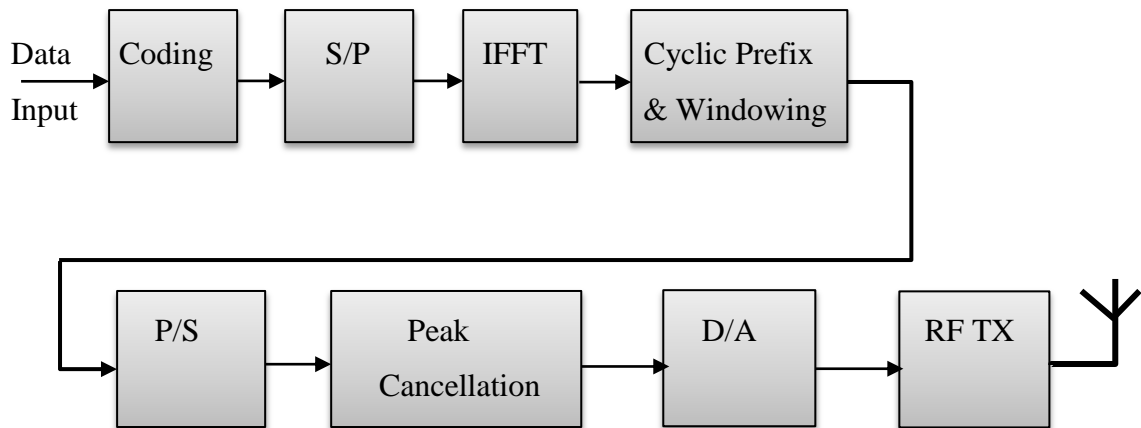 Data
Input
Coding
S/P
IFFT
Cyclic Prefix
& Windowing
P/S
Peak
Cancellation
D/A
RF TX